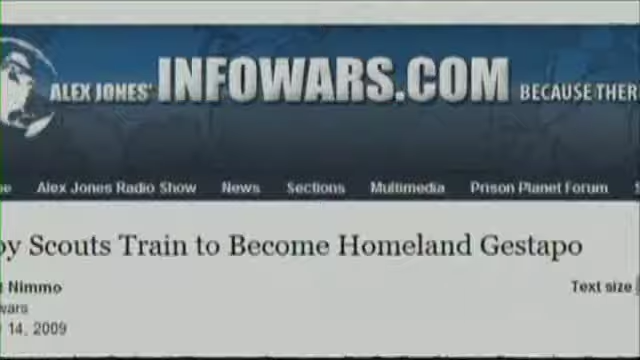 ALEX JONES' INFOWARS.COM BECAUSE THER
Alex Jones Radio Show News Sections Multimedia Prison Planet Forum
oy Scouts Train to Become Homeland Gestapo
t Nimmo Text size
wars
14, 2009